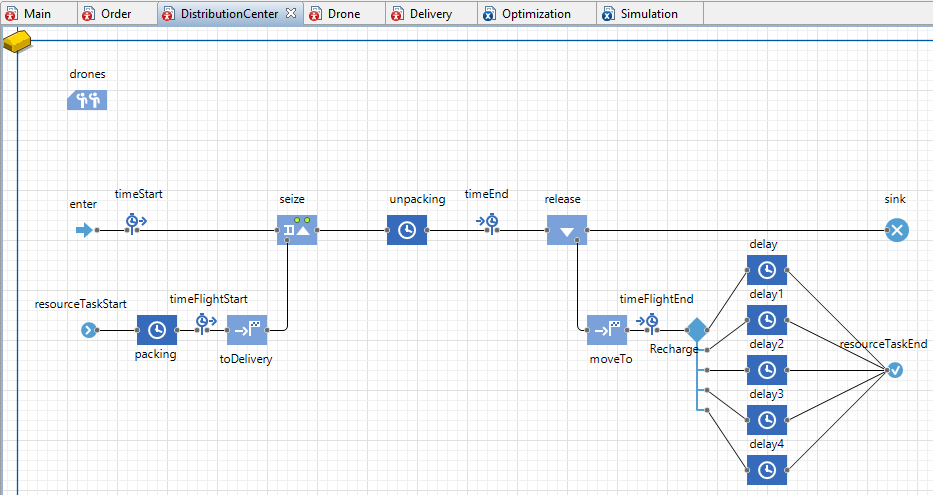 Main Order DistributionCenter Drone Delivery Optimization Simulation
drones
enter
timeStart
seize
unpacking
timeEnd
release
sink
resourceTaskStart
packing
timeFlightStart
toDelivery
moveTo
timeFlightEnd
Recharge
delay
delay1
delay2
delay3
delay4
resourceTaskEnd